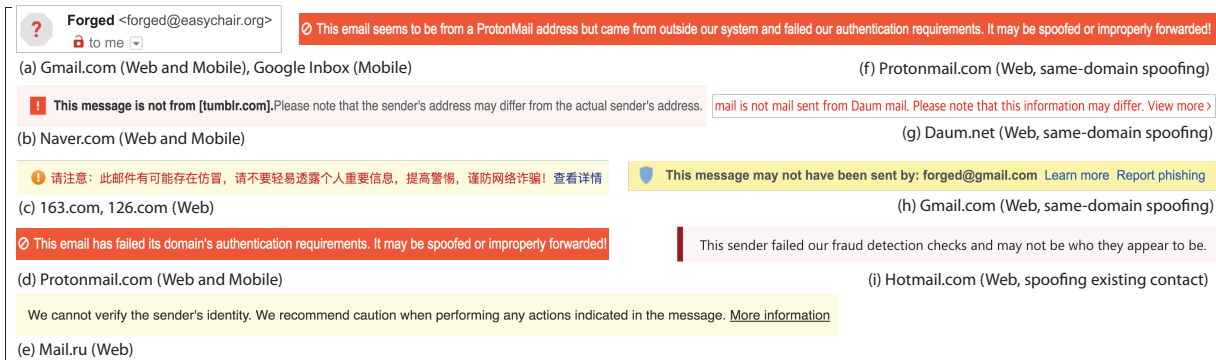 Forged <forged@easychair.org>
to me
(a) Gmail.com (Web and Mobile), Google Inbox (Mobile)
This message is not from [tumblr.com].Please note that the sender's address may differ from the actual sender's address.
(b) Naver.com (Web and Mobile)
请注意：此邮件有可能存在仿冒，请不要轻易透露个人重要信息，提高警惕，谨防网络诈骗！查看详情
(c) 163.com, 126.com (Web)
This email has failed its domain's authentication requirements. It may be spoofed or improperly forwarded!
(d) Protonmail.com (Web and Mobile)
We cannot verify the sender's identity. We recommend caution when performing any actions indicated in the message. More information
(e) Mail.ru (Web)
This email seems to be from a ProtonMail address but came from outside our system and failed our authentication requirements. It may be spoofed or improperly forwarded!
(f) Protonmail.com (Web, same-domain spoofing)
mail is not mail sent from Daum mail. Please note that this information may differ. View more >
(g) Daum.net (Web, same-domain spoofing)
This message may not have been sent by: forged@gmail.com Learn more Report phishing
(h) Gmail.com (Web, same-domain spoofing)
This sender failed our fraud detection checks and may not be who they appear to be.
(i) Hotmail.com (Web, spoofing existing contact)